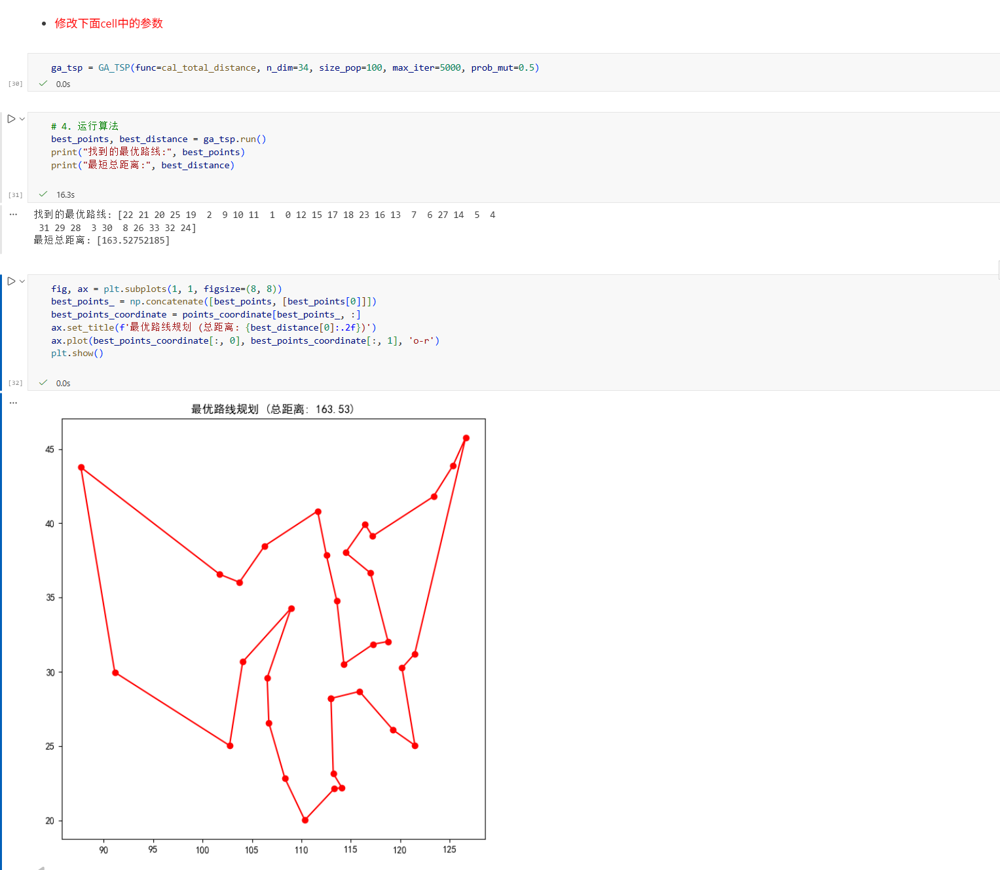 修改下面cell中的参数
ga_tsp = GA_TSP(func=cal_total_distance, n_dim=34, size_pop=100, max_iter=5000, prob_mut=0.5)
[30]
0.0s
# 4. 运行算法
best_points, best_distance = ga_tsp.run()
print("找到的最优路线:", best_points)
print("最短总距离:", best_distance)
[31]
16.3s
找到的最优路线: [22 21 20 25 19  2  9 10 11  1  0 12 15 17 18 23 16 13  7  6 27 14  5  4
 31 29 28  3 30  8 26 33 32 24]
最短总距离: [163.52752185]
fig, ax = plt.subplots(1, 1, figsize=(8, 8))
best_points_ = np.concatenate([best_points, [best_points[0]]])
best_points_coordinate = points_coordinate[best_points_, :]
ax.set_title(f'最优路线规划 (总距离: {best_distance[0]:.2f})')
ax.plot(best_points_coordinate[:, 0], best_points_coordinate[:, 1], 'o-r')
plt.show()
[32]
0.0s
最优路线规划 (总距离: 163.53)
45
40
35
30
25
20
90 95 100 105 110 115 120 125